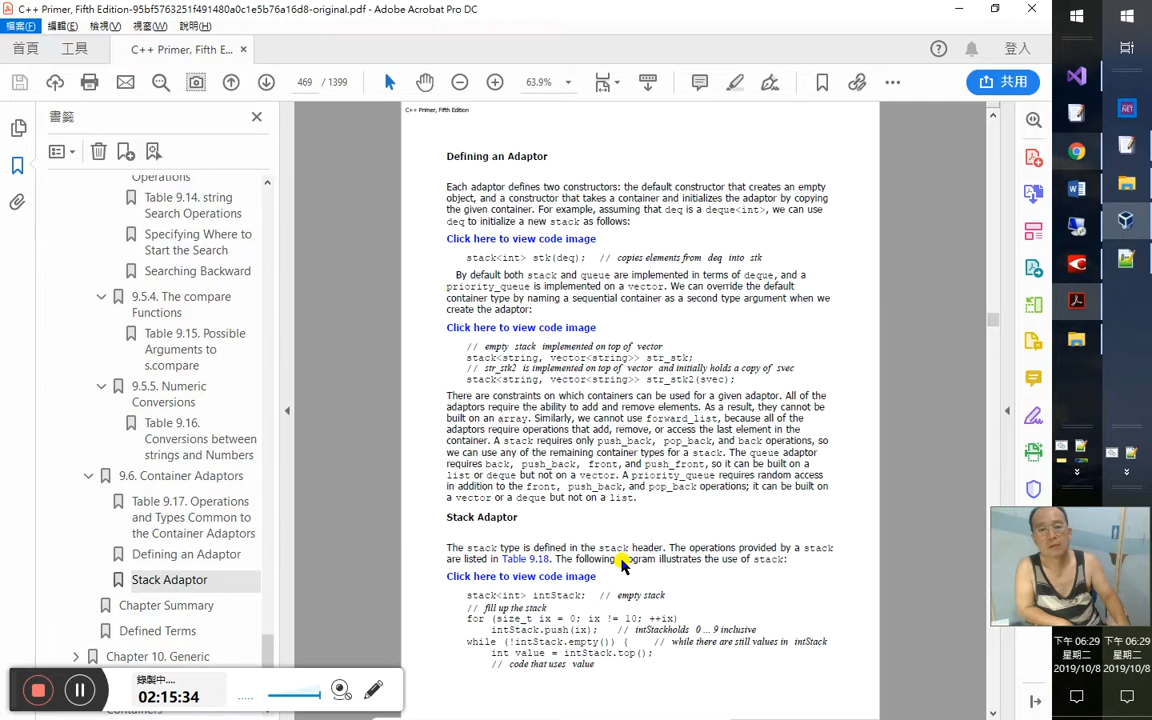 C++ Primer, Fifth Edition-95bf5763251f491480a0c1e5b76a16d8-original.pdf - Adobe Acrobat Pro DC
檔案(F) 編輯(E) 檢視(V) 視窗(W) 說明(H)
首頁 工具 C++ Primer, Fifth E... × 登入
469 / 1399 63.9% 共用
書籤
Operations
Table 9.14. string
Search Operations
Specifying Where to
Start the Search
Searching Backward
9.5.4. The compare
Functions
Table 9.15. Possible
Arguments to
s.compare
9.5.5. Numeric
Conversions
Table 9.16.
Conversions between
strings and Numbers
9.6. Container Adaptors
Table 9.17. Operations
and Types Common to
the Container Adaptors
Defining an Adaptor
Stack Adaptor
Chapter Summary
Defined Terms
Chapter 10. Generic
C++ Primer, Fifth Edition
Defining an Adaptor
Each adaptor defines two constructors: the default constructor that creates an empty
object, and a constructor that takes a container and initializes the adaptor by copying
the given container. For example, assuming that deq is a deque<int>, we can use
deq to initialize a new stack as follows:
Click here to view code image
stack<int> stk(deq); // copies elements from deq into stk
By default both stack and queue are implemented in terms of deque, and a
priority_queue is implemented on a vector. We can override the default
container type by naming a sequential container as a second type argument when we
create the adaptor:
Click here to view code image
// empty stack implemented on top of vector
stack<string, vector<string>> str_stk;
// str_stk2 is implemented on top of vector and initially holds a copy of svec
stack<string, vector<string>> str_stk2(svec);
There are constraints on which containers can be used for a given adaptor. All of the
adaptors require the ability to add and remove elements. As a result, they cannot be
built on an array. Similarly, we cannot use forward_list, because all of the
adaptors require operations that add, remove, or access the last element in the
container. A stack requires only push_back, pop_back, and back operations, so
we can use any of the remaining container types for a stack. The queue adaptor
requires back, push_back, front, and push_front, so it can be built on a
list or deque but not on a vector. A priority_queue requires random access
in addition to the front, push_back, and pop_back operations; it can be built on
a vector or a deque but not on a list.
Stack Adaptor
The stack type is defined in the stack header. The operations provided by a stack
are listed in Table 9.18. The following program illustrates the use of stack:
Click here to view code image
stack<int> intStack; // empty stack
// fill up the stack
for (size_t ix = 0; ix != 10; ++ix)
intStack.push(ix); // intStackholds 0 ... 9 inclusive
while (!intStack.empty()) { // while there are still values in intStack
int value = intStack.top();
// code that uses value
錄製中....
02:15:34
.NET
下午 06:29 下午 06:29
星期二 星期二
2019/10/8 2019/10/8